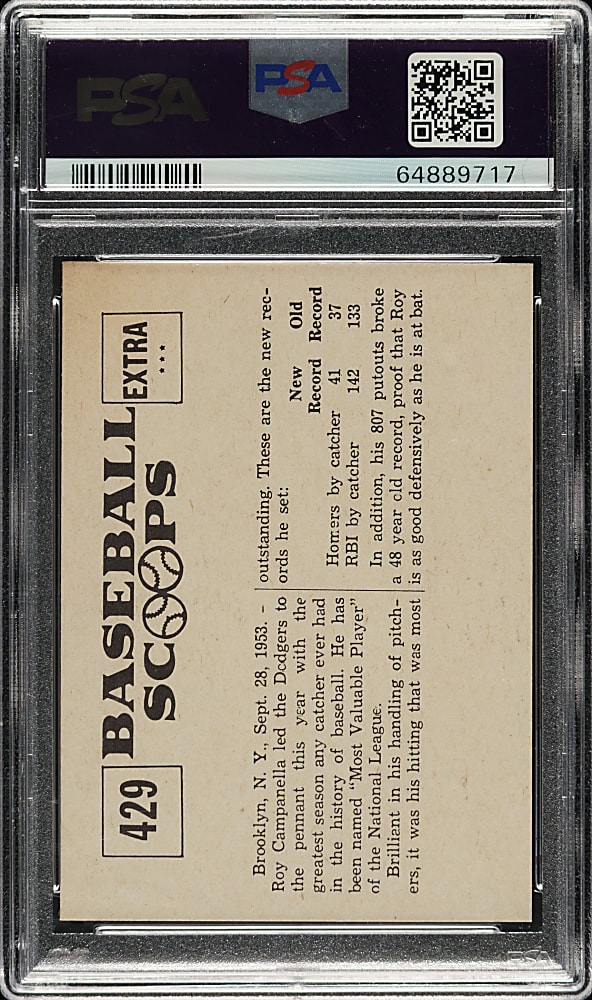 PSA
PSA
64889717
429
BASEBALL
SCOOPS
EXTRA
***
Brooklyn, N. Y., Sept. 28, 1953. -
Roy Campanella led the Dodgers to
the pennant this year with the
greatest season any catcher ever had
in the history of baseball. He has
been named "Most Valuable Player"
of the National League.
Brilliant in his handling of pitch-
ers, it was his hitting that was most
outstanding. These are the new rec-
ords he set:
New Old
Record Record
Homers by catcher 41 37
RBI by catcher 142 133
In addition, his 807 putouts broke
a 48 year old record, proof that Roy
is as good defensively as he is at bat.
PSA